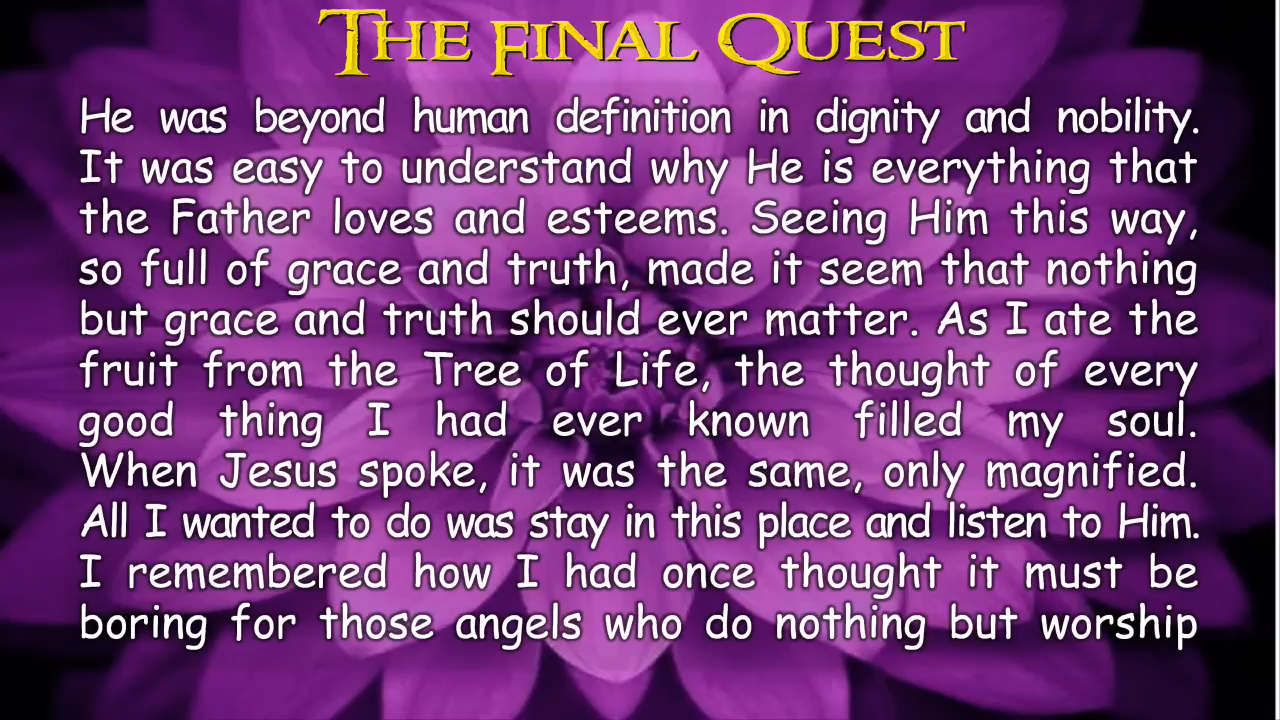 The Final Quest
He was beyond human definition in dignity and nobility.
It was easy to understand why He is everything that
the Father loves and esteems. Seeing Him this way,
so full of grace and truth, made it seem that nothing
but grace and truth should ever matter. As I ate the
fruit from the Tree of Life, the thought of every
good thing I had ever known filled my soul.
When Jesus spoke, it was the same, only magnified.
All I wanted to do was stay in this place and listen to Him.
I remembered how I had once thought it must be
boring for those angels who do nothing but worship